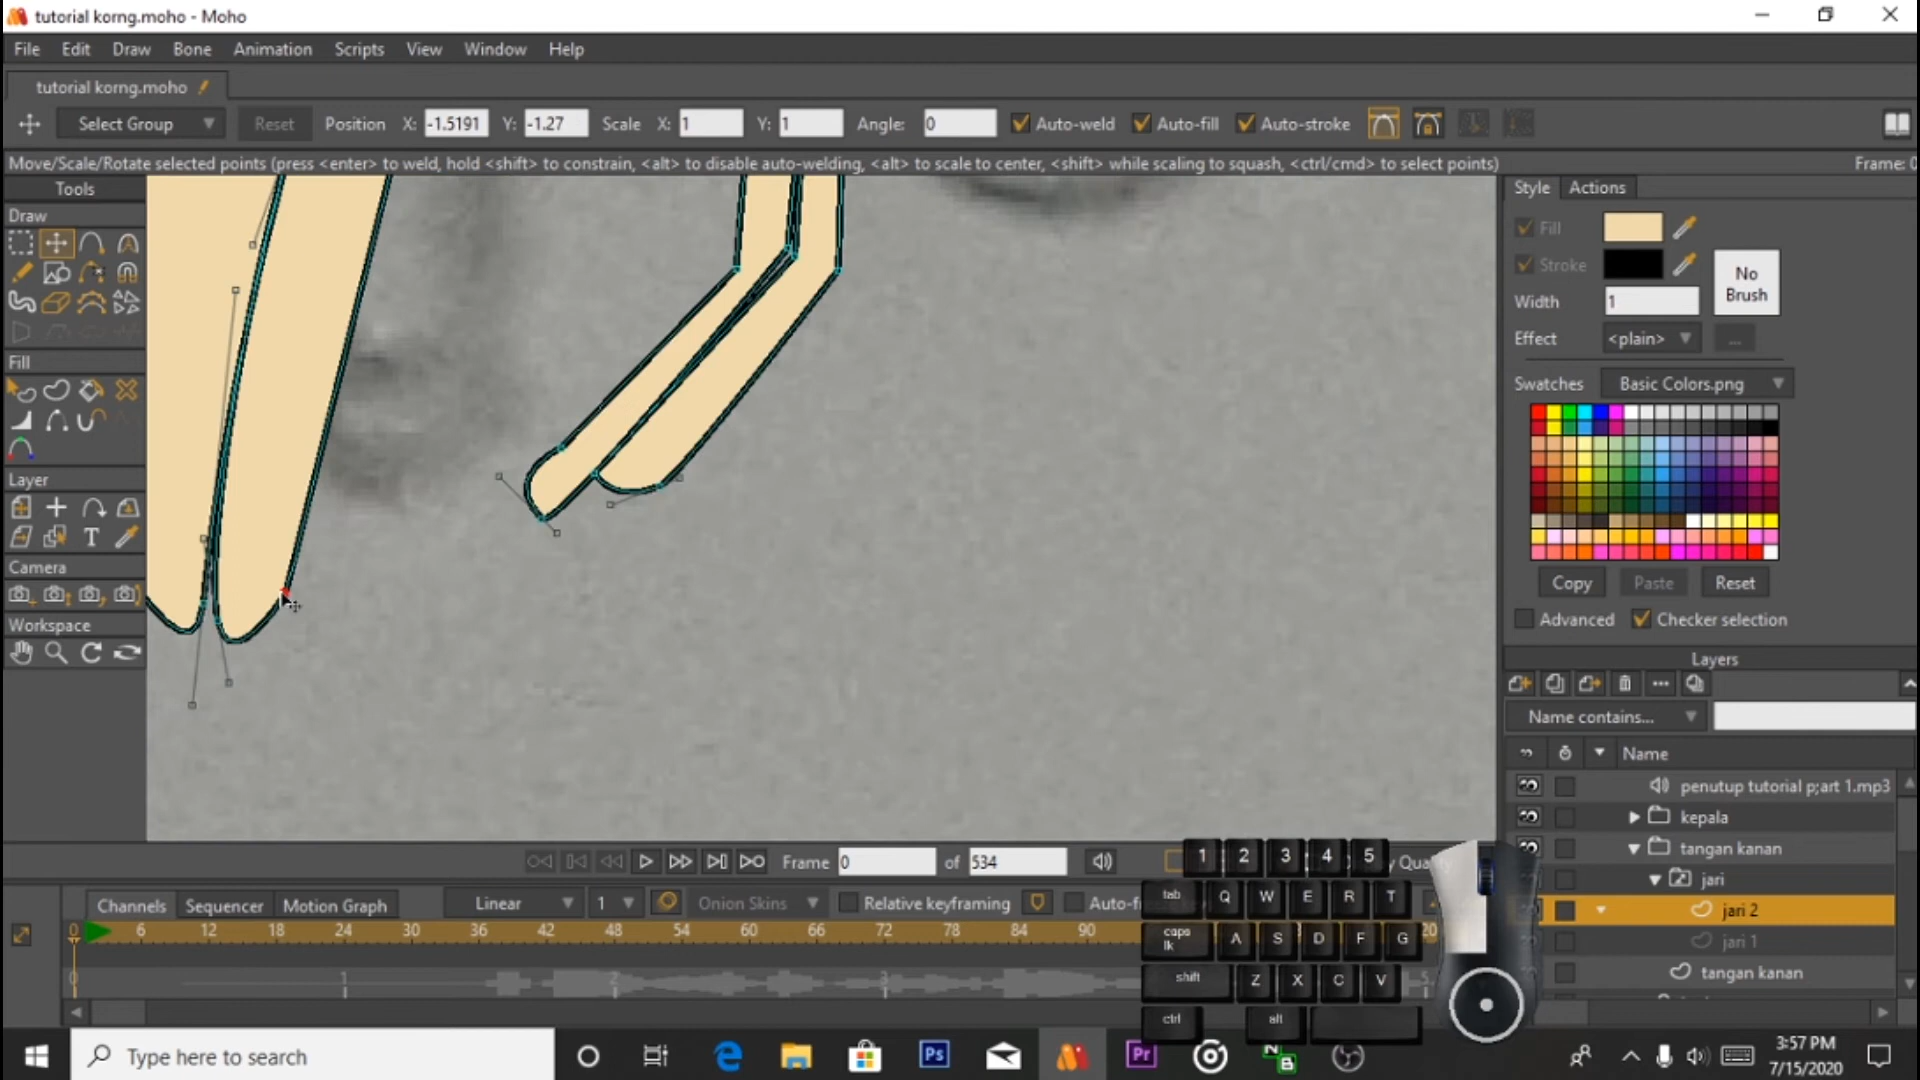 tutorial korng.moho - Moho
File Edit Draw Bone Animation Scripts View Window Help
tutorial korng.moho
Select Group Reset Position X: -1.5191 Y: -1.27 Scale X: 1 Y: 1 Angle: 0 Auto-weld Auto-fill Auto-stroke
Move/Scale/Rotate selected points (press <enter> to weld, hold <shift> to constrain, <alt> to disable auto-welding, <alt> to scale to center, <shift> while scaling to squash, <ctrl/cmd> to select points) Frame: 0
Tools
Draw
Fill
Layer
T
Camera
Workspace
Style Actions
Fill
Stroke
No Brush
Width 1
Effect <plain> ...
Swatches Basic Colors.png
Copy Paste Reset
Advanced Checker selection
Layers
Name contains...
Name
penutup tutorial p;art 1.mp3
kepala
tangan kanan
jari
jari 2
jari 1
tangan kanan
Frame 0 of 534
Channels Sequencer Motion Graph Linear 1 Onion Skins Relative keyframing
0 6 12 18 24 30 36 42 48 54 60 66 72 78 84 90
0 1 2 3
1 2 3 4 5
tab Q W E R T
caps lk A S D F G
shift Z X C V
ctrl alt
Type here to search
Ps Pr N B
3:57 PM
7/15/2020